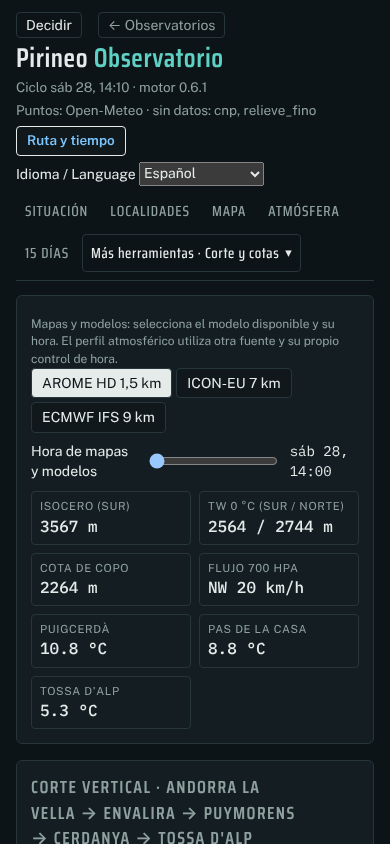 Decidir
← Observatorios
Pirineo Observatorio
Ciclo sáb 28, 14:10 · motor 0.6.1
Puntos: Open-Meteo · sin datos: cnp, relieve_fino
Ruta y tiempo
Idioma / Language Español
SITUACIÓN LOCALIDADES MAPA ATMÓSFERA
15 DÍAS Más herramientas · Corte y cotas ▾
Mapas y modelos: selecciona el modelo disponible y su
hora. El perfil atmosférico utiliza otra fuente y su propio
control de hora.
AROME HD 1,5 km ICON-EU 7 km
ECMWF IFS 9 km
Hora de mapas
y modelos
sáb 28,
14:00
ISOCERO (SUR)
3567 m
TW 0 °C (SUR / NORTE)
2564 / 2744 m
COTA DE COPO
2264 m
FLUJO 700 HPA
NW 20 km/h
PUIGCERDÀ
10.8 °C
PAS DE LA CASA
8.8 °C
TOSSA D'ALP
5.3 °C
CORTE VERTICAL · ANDORRA LA
VELLA → ENVALIRA → PUYMORENS
→ CERDANYA → TOSSA D'ALP